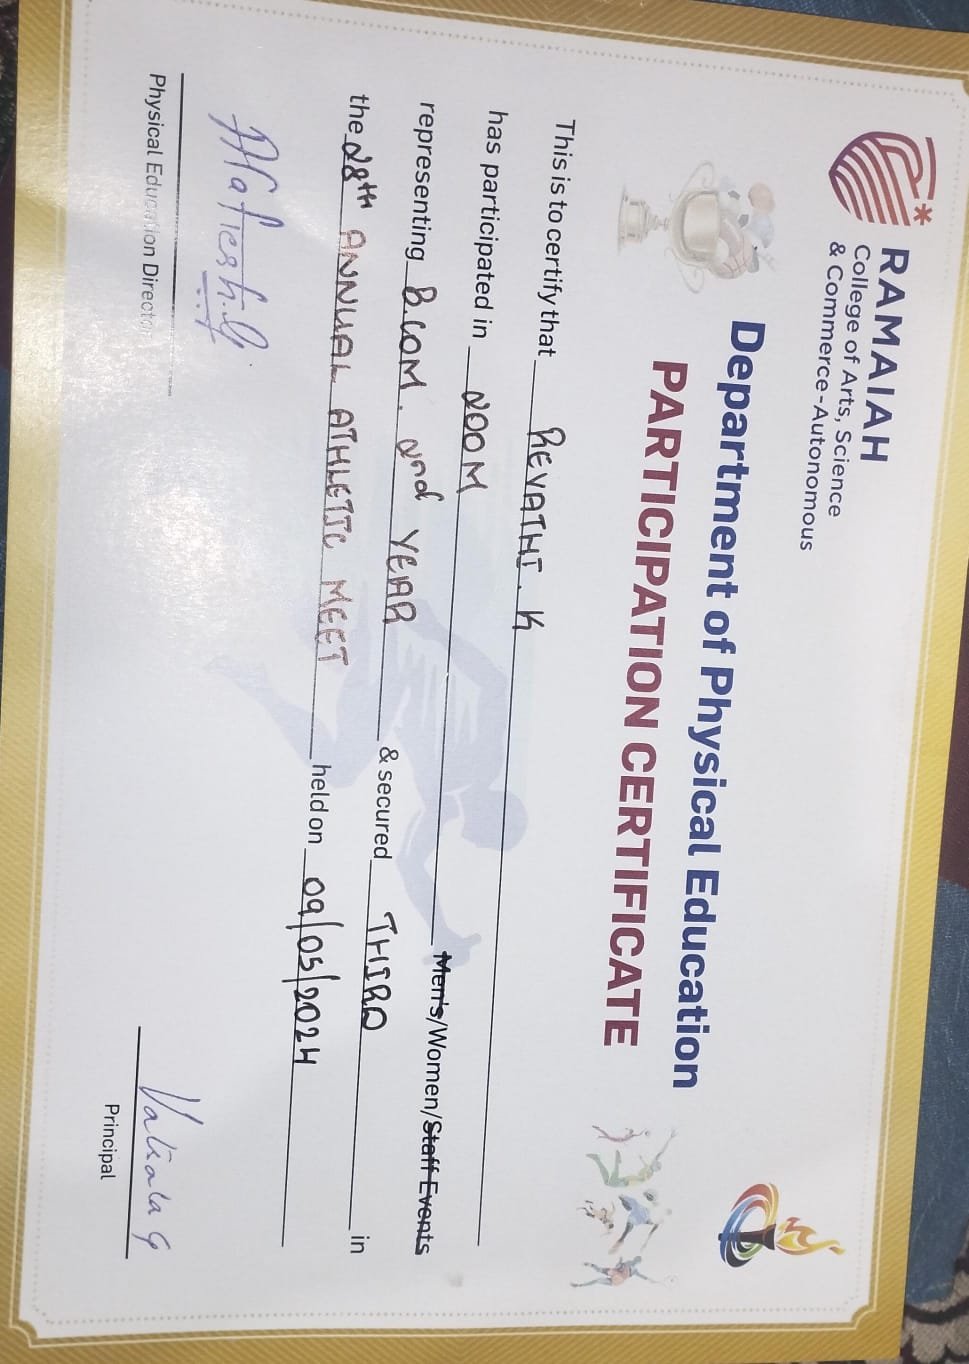 RAMAIAH
College of Arts, Science
& Commerce-Autonomous
Department of Physical Education
PARTICIPATION CERTIFICATE
This is to certify that REVATHI. K
has participated in 200M Men's/Women/Staff Events
representing B.COM. 2nd YEAR & secured THIRD in
the 28th ANNUAL ATHLETIC MEET held on 09/05/2024
Physical Education Director
Vatsala G
Principal